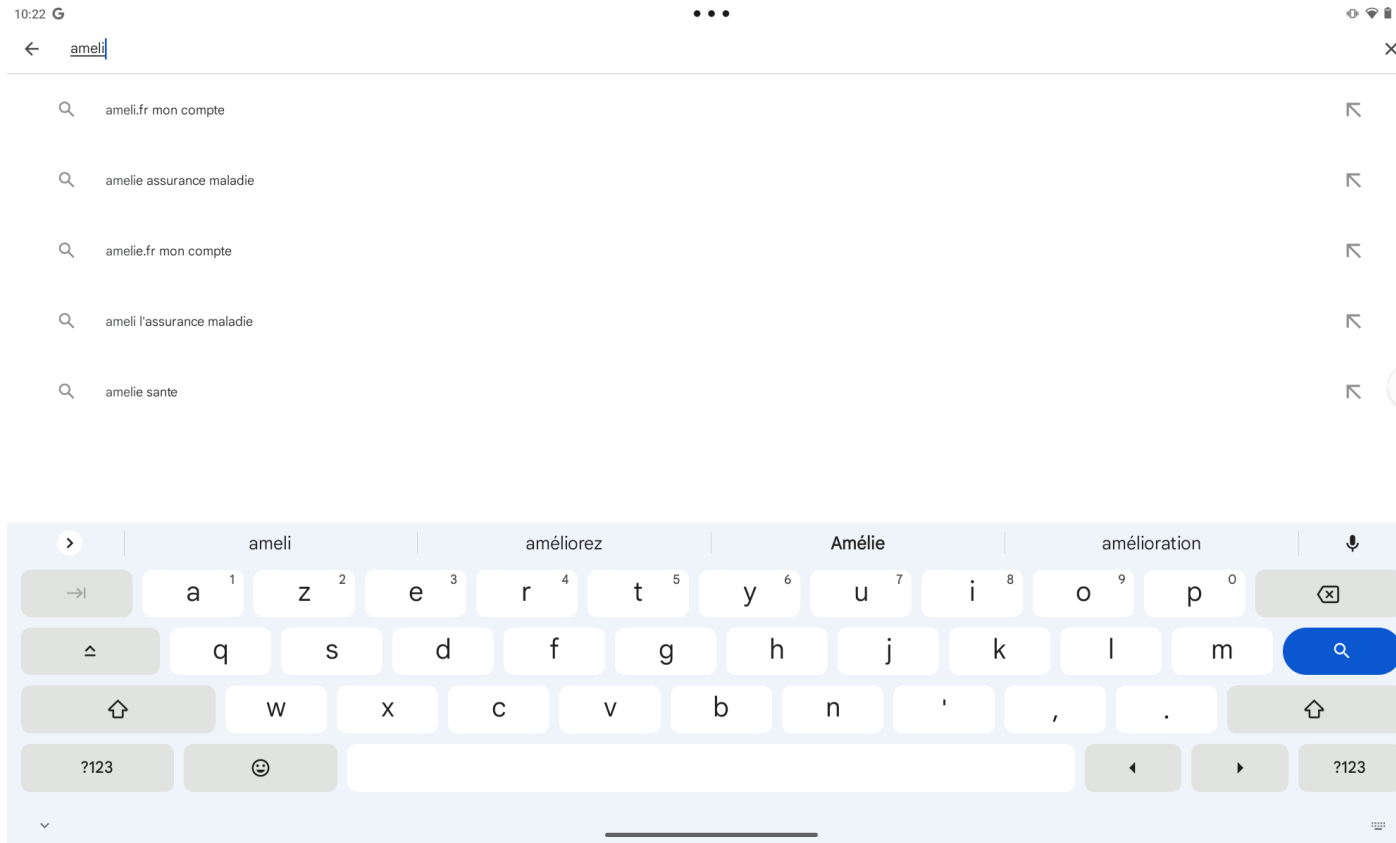 10:22 G
ameli
ameli.fr mon compte
amelie assurance maladie
amelie.fr mon compte
ameli l'assurance maladie
amelie sante
ameli améliorez Amélie amélioration
a 1 z 2 e 3 r 4 t 5 y 6 u 7 i 8 o 9 p 0
q s d f g h j k l m
w x c v b n ' , .
?123 ?123